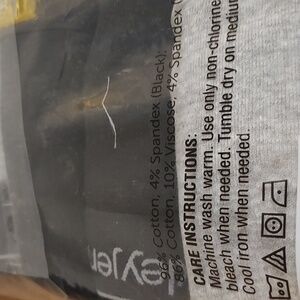 96% Cotton, 4% Spandex (Black);
86% Cotton, 10% Viscose, 4% Spandex
CARE INSTRUCTIONS:
Machine wash warm. Use only non-chlorine
bleach when needed. Tumble dry on medium
Cool iron when needed.